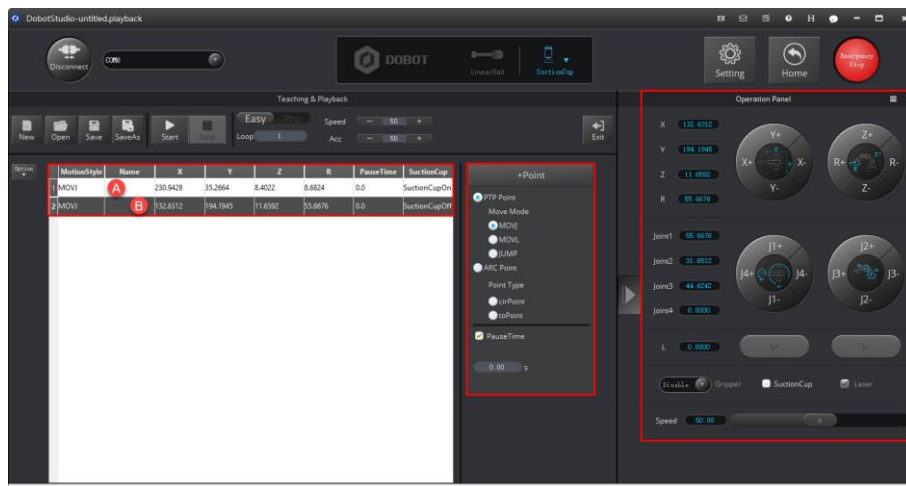 DobotStudio-untitled.playback
H
Disconnect
COM6
DOBOT
LinearRail
SuctionCup
Setting
Home
Emergency Stop
Teaching & Playback
Operation Panel
New
Open
Save
SaveAs
Start
Stop
Easy Pro
Loop 1
Speed — 50 +
Acc — 50 +
Exit
Option
MotionStyle Name X Y Z R PauseTime SuctionCup
1 MOVJ A 230.9428 35.2664 8.4022 8.6824 0.0 SuctionCupOn
2 MOVJ B 132.6312 194.1945 11.6592 55.6676 0.0 SuctionCupOff
+Point
PTP Point
Move Mode
MOVJ
MOVL
JUMP
ARC Point
Point Type
cirPoint
toPoint
PauseTime
0.00 s
X 132.6312
Y 194.1945
Z 11.6592
R 55.6676
Y+
X+ X-
Y-
Z+
R+ R-
Z-
Joint1 55.6676
Joint2 31.8512
Joint3 44.6242
Joint4 0.0000
J1+
J4+ J4-
J1-
J2+
J3+ J3-
J2-
L 0.0000
Disable Gripper
SuctionCup
Laser
Speed 50.00